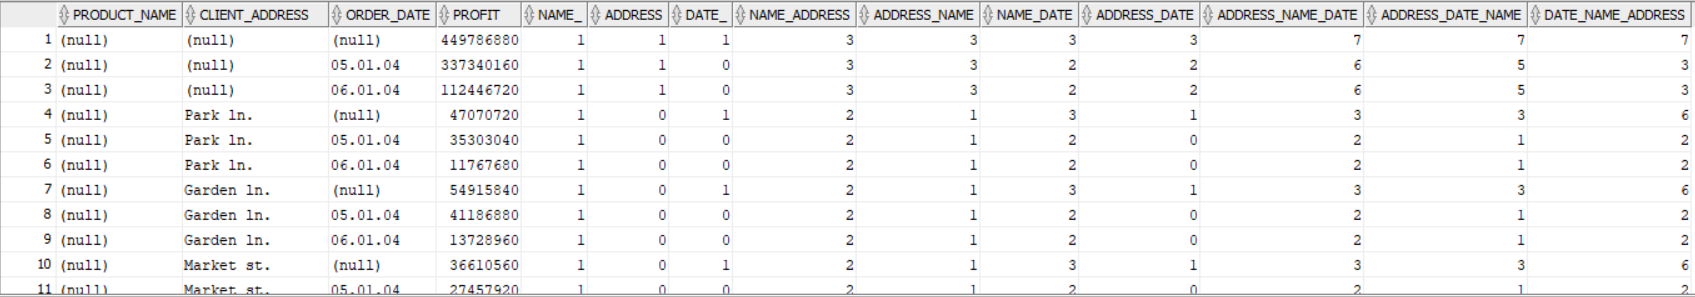 PRODUCT_NAME CLIENT_ADDRESS ORDER_DATE PROFIT NAME_ ADDRESS DATE_ NAME_ADDRESS ADDRESS_NAME NAME_DATE ADDRESS_DATE ADDRESS_NAME_DATE ADDRESS_DATE_NAME DATE_NAME_ADDRESS
1 (null) (null) (null) 449786880 1 1 1 3 3 3 3 7 7 7
2 (null) (null) 05.01.04 337340160 1 1 0 3 3 2 2 6 5 3
3 (null) (null) 06.01.04 112446720 1 1 0 3 3 2 2 6 5 3
4 (null) Park ln. (null) 47070720 1 0 1 2 1 3 1 3 3 6
5 (null) Park ln. 05.01.04 35303040 1 0 0 2 1 2 0 2 1 2
6 (null) Park ln. 06.01.04 11767680 1 0 0 2 1 2 0 2 1 2
7 (null) Garden ln. (null) 54915840 1 0 1 2 1 3 1 3 3 6
8 (null) Garden ln. 05.01.04 41186880 1 0 0 2 1 2 0 2 1 2
9 (null) Garden ln. 06.01.04 13728960 1 0 0 2 1 2 0 2 1 2
10 (null) Market st. (null) 36610560 1 0 1 2 1 3 1 3 3 6
11 (null) Market st. 05.01.04 27457920 1 0 0 2 1 2 0 2 1 2